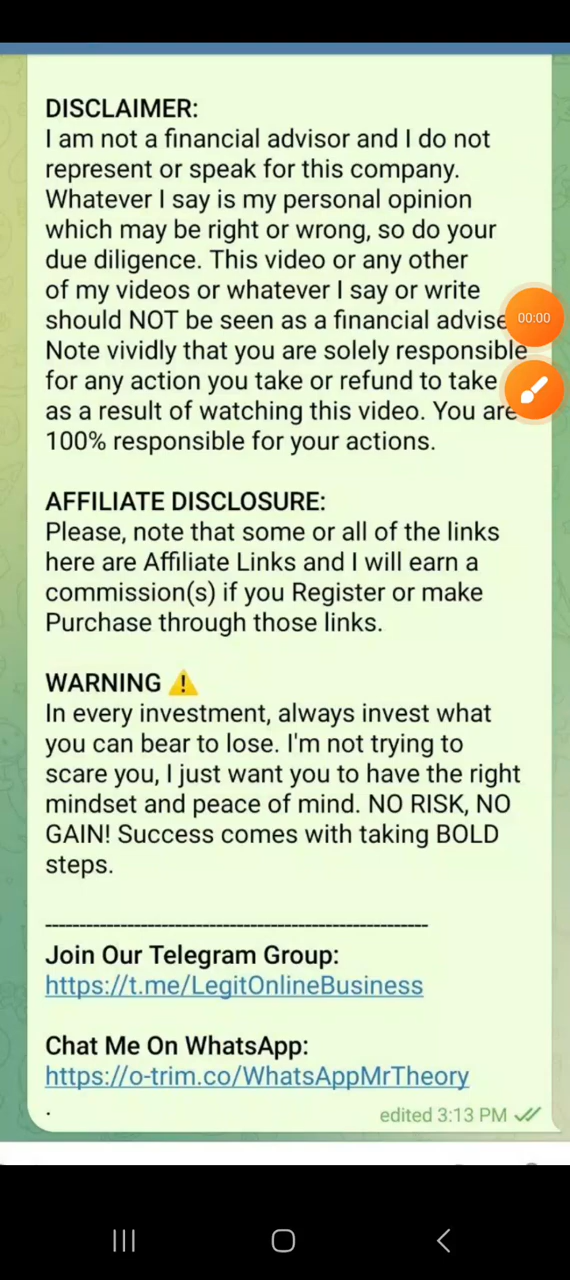 DISCLAIMER:
I am not a financial advisor and I do not
represent or speak for this company.
Whatever I say is my personal opinion
which may be right or wrong, so do your
due diligence. This video or any other
of my videos or whatever I say or write
should NOT be seen as a financial advise
00:00
Note vividly that you are solely responsible
for any action you take or refund to take
as a result of watching this video. You are
100% responsible for your actions.
AFFILIATE DISCLOSURE:
Please, note that some or all of the links
here are Affiliate Links and I will earn a
commission(s) if you Register or make
Purchase through those links.
WARNING ⚠️
In every investment, always invest what
you can bear to lose. I'm not trying to
scare you, I just want you to have the right
mindset and peace of mind. NO RISK, NO
GAIN! Success comes with taking BOLD
steps.
--------------------------------------------------------
Join Our Telegram Group:
https://t.me/LegitOnlineBusiness
Chat Me On WhatsApp:
https://o-trim.co/WhatsAppMrTheory
.
edited 3:13 PM